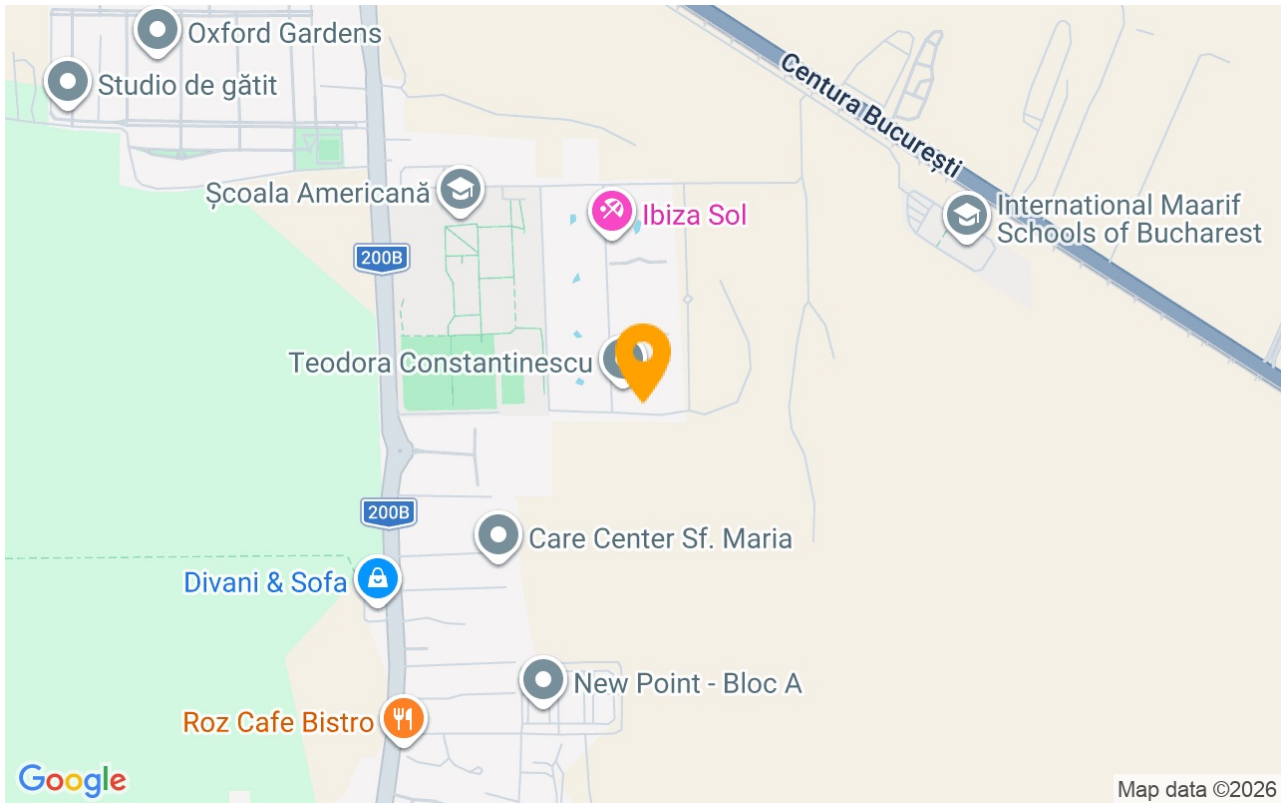 Oxford Gardens
Studio de gătit
Centura București
Școala Americană
Ibiza Sol
International Maarif
Schools of Bucharest
200B
Teodora Constantinescu
200B
Care Center Sf. Maria
Divani & Sofa
New Point - Bloc A
Roz Cafe Bistro
Google
Map data ©2026